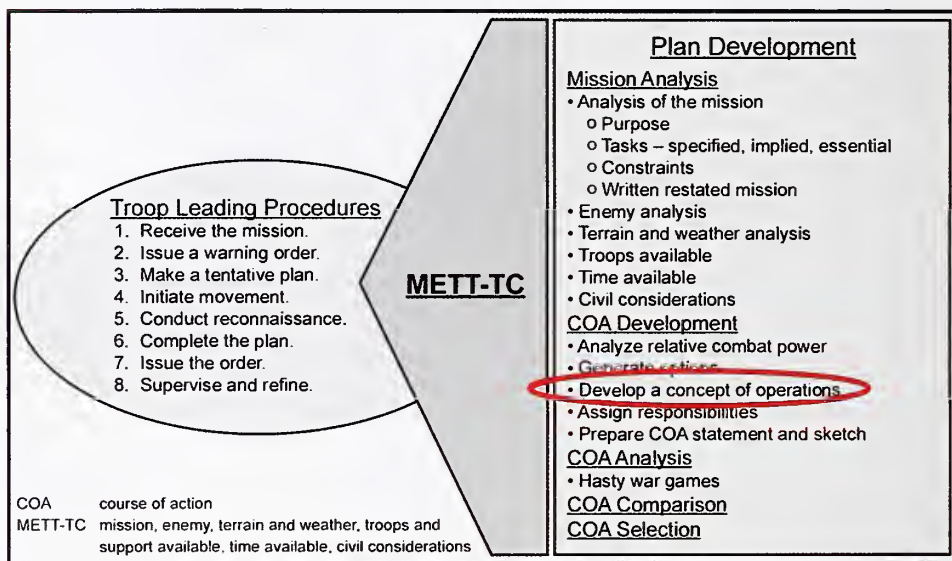 Troop Leading Procedures
1. Receive the mission.
2. Issue a warning order.
3. Make a tentative plan.
4. Initiate movement.
5. Conduct reconnaissance.
6. Complete the plan.
7. Issue the order.
8. Supervise and refine.
COA course of action
METT-TC mission, enemy, terrain and weather, troops and
support available, time available, civil considerations
METT-TC
Plan Development
Mission Analysis
• Analysis of the mission
o Purpose
o Tasks – specified, implied, essential
o Constraints
o Written restated mission
• Enemy analysis
• Terrain and weather analysis
• Troops available
• Time available
• Civil considerations
COA Development
• Analyze relative combat power
• Generate options
• Develop a concept of operations
• Assign responsibilities
• Prepare COA statement and sketch
COA Analysis
• Hasty war games
COA Comparison
COA Selection